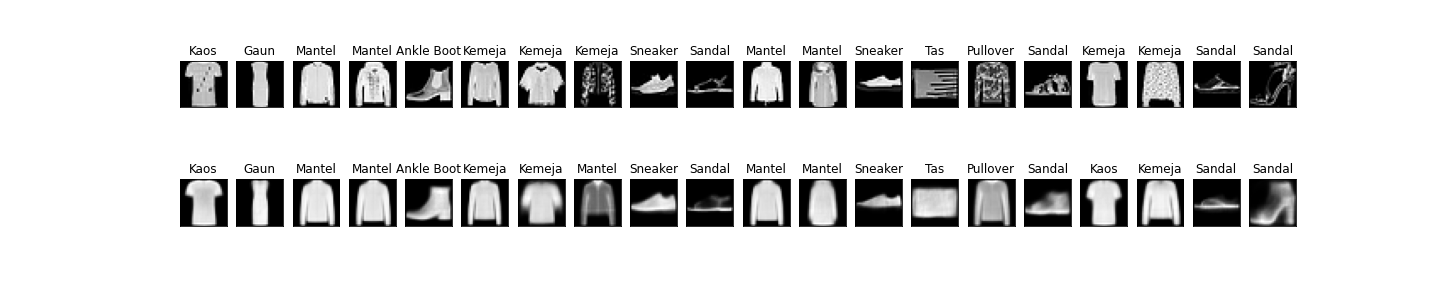 Kaos Gaun Mantel Mantel Ankle Boot Kemeja Kemeja Kemeja Sneaker Sandal Mantel Mantel Sneaker Tas Pullover Sandal Kemeja Kemeja Sandal Sandal
Kaos Gaun Mantel Mantel Ankle Boot Kemeja Kemeja Mantel Sneaker Sandal Mantel Mantel Sneaker Tas Pullover Sandal Kaos Kemeja Sandal Sandal